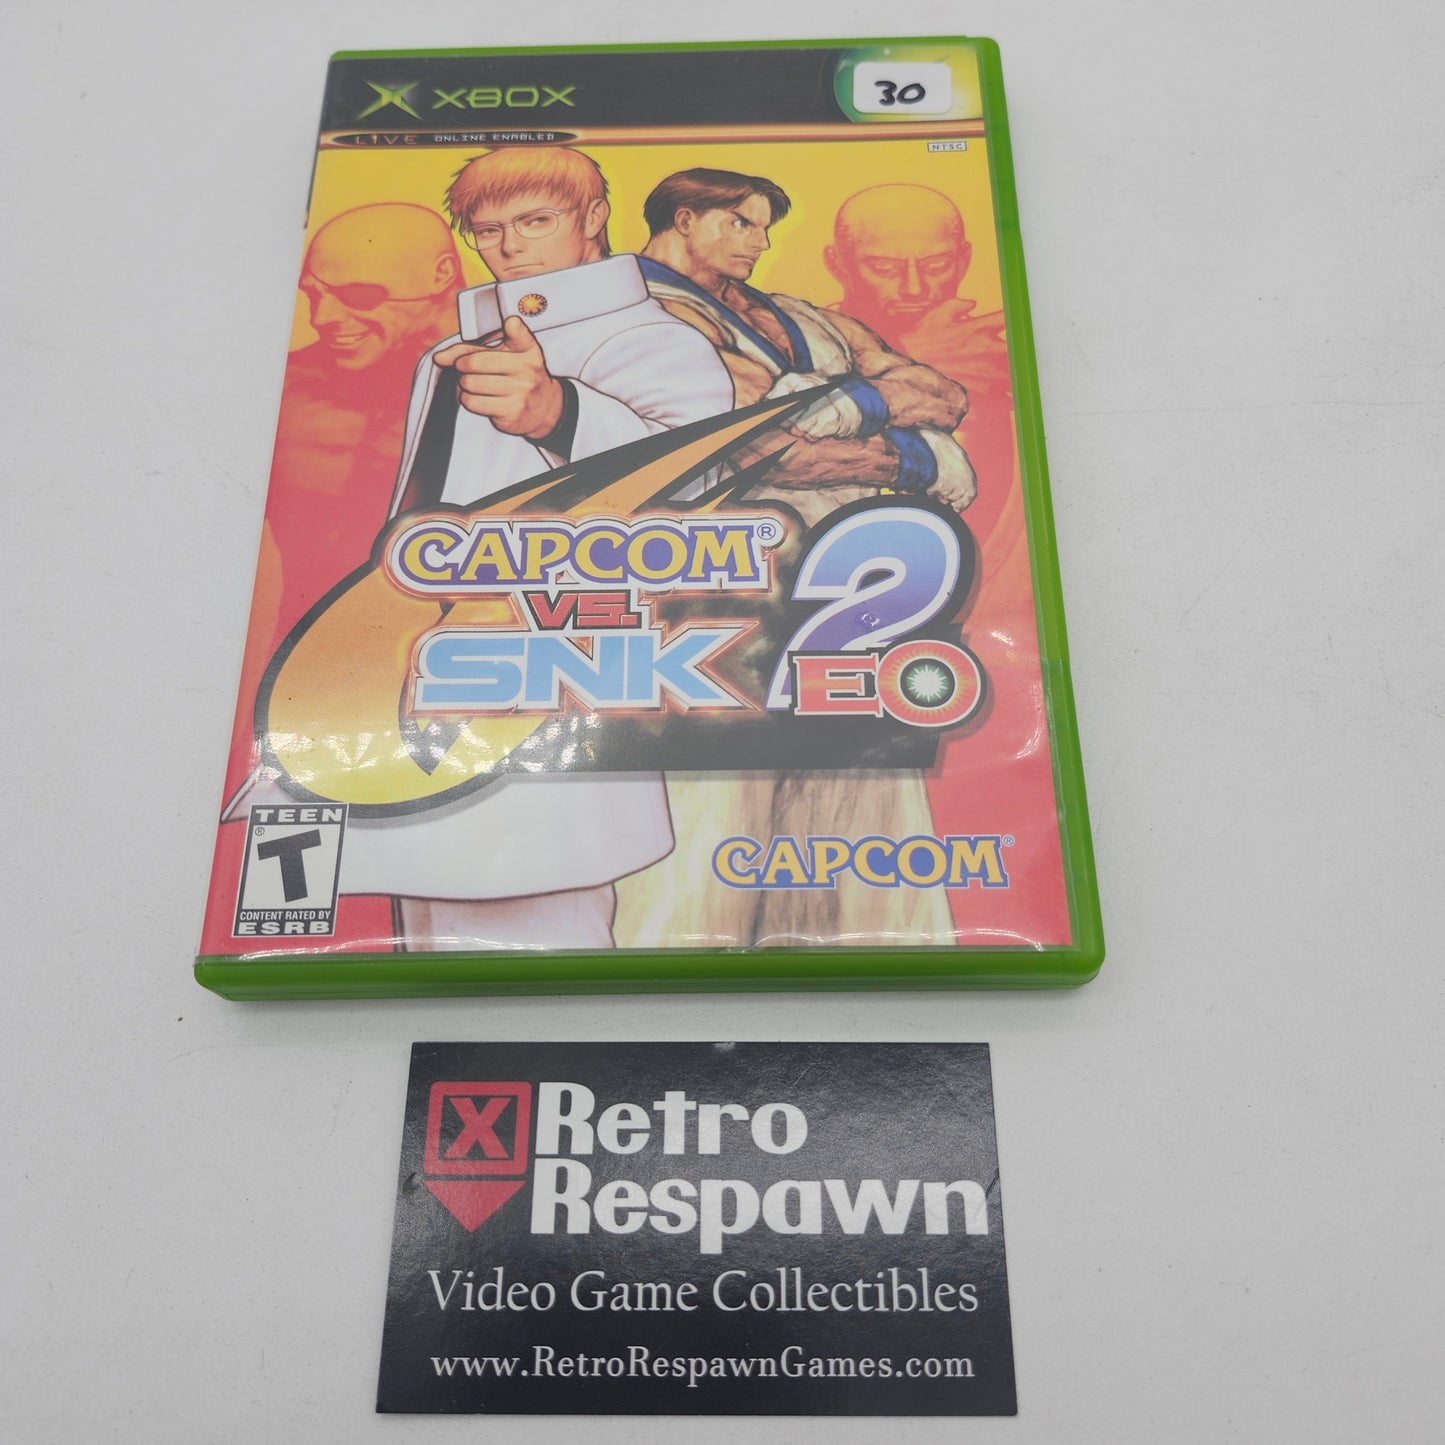 XBOX
30
LIVE ONLINE ENABLED
NTSC
CAPCOM®
VS.
SNK 2
EO
TEEN
® T
CONTENT RATED BY
ESRB
CAPCOM®
X Retro
Respawn
Video Game Collectibles
www.RetroRespawnGames.com